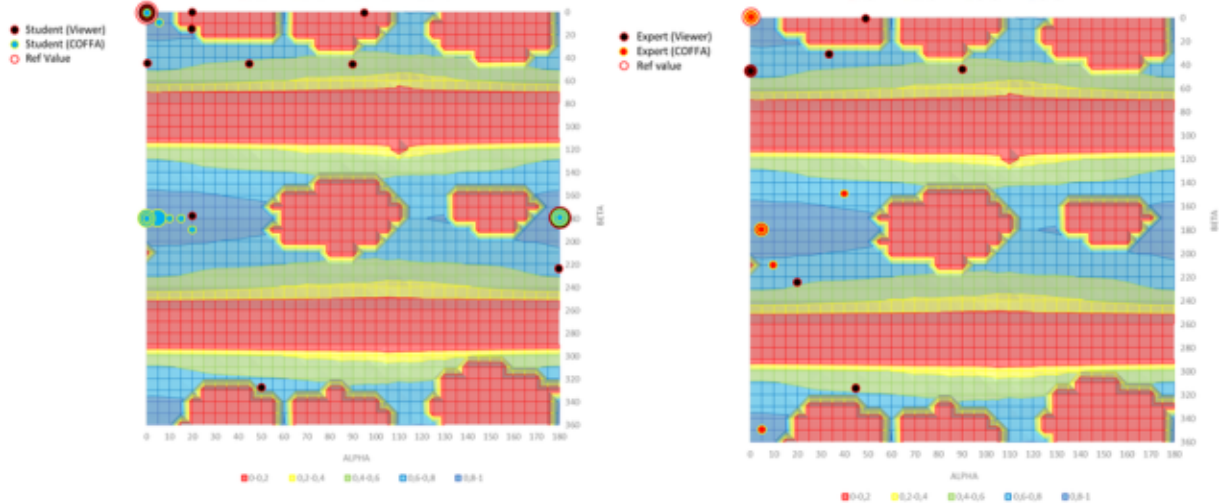 Student (Viewer)
Student (COFFA)
Ref Value
0
20
40
60
80
100
120
140
160
180
200
220
240
260
280
300
320
340
360
BETA
0 10 20 30 40 50 60 70 80 90 100 110 120 130 140 150 160 170 180
ALPHA
0-0,2 0,2-0,4 0,4-0,6 0,6-0,8 0,8-1
Expert (Viewer)
Expert (COFFA)
Ref value
0
20
40
60
80
100
120
140
160
180
200
220
240
260
280
300
320
340
360
BETA
0 10 20 30 40 50 60 70 80 90 100 110 120 130 140 150 160 170 180
ALPHA
0-0,2 0,2-0,4 0,4-0,6 0,6-0,8 0,8-1